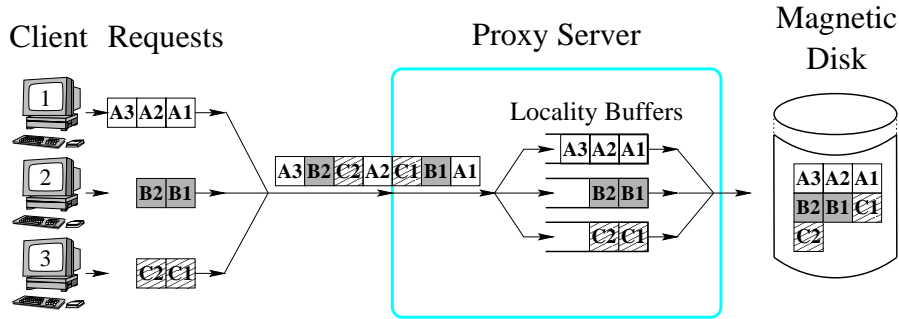 Client Requests
Proxy Server
Magnetic
Disk
Locality Buffers
1
A3 A2 A1
2
B2 B1
3
C2 C1
A3 B2 C2 A2 C1 B1 A1
A3 A2 A1
B2 B1
C2 C1
A3 A2 A1
B2 B1 C1
C2